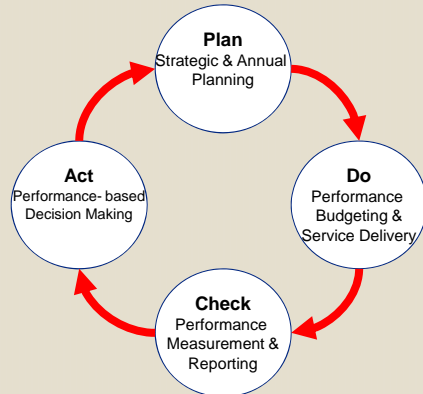 Plan
Strategic & Annual
Planning
Do
Performance
Budgeting &
Service Delivery
Check
Performance
Measurement &
Reporting
Act
Performance- based
Decision Making